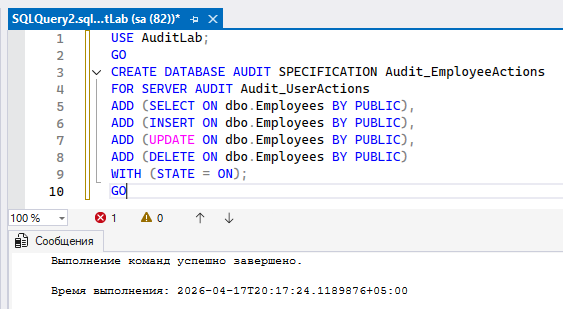 SQLQuery2.sql...tLab (sa (82))*
1 USE AuditLab;
2 GO
3 CREATE DATABASE AUDIT SPECIFICATION Audit_EmployeeActions
4 FOR SERVER AUDIT Audit_UserActions
5 ADD (SELECT ON dbo.Employees BY PUBLIC),
6 ADD (INSERT ON dbo.Employees BY PUBLIC),
7 ADD (UPDATE ON dbo.Employees BY PUBLIC),
8 ADD (DELETE ON dbo.Employees BY PUBLIC)
9 WITH (STATE = ON);
10 GO
100 % 1 0
Сообщения
Выполнение команд успешно завершено.
Время выполнения: 2026-04-17T20:17:24.1189876+05:00